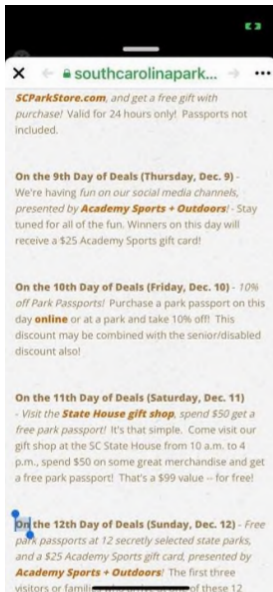 southcarolinapark...
SCParkStore.com, and get a free gift with
purchase! Valid for 24 hours only! Passports not
included.
On the 9th Day of Deals (Thursday, Dec. 9) -
We're having fun on our social media channels,
presented by Academy Sports + Outdoors! - Stay
tuned for all of the fun. Winners on this day will
receive a $25 Academy Sports gift card!
On the 10th Day of Deals (Friday, Dec. 10) - 10%
off Park Passports! Purchase a park passport on this
day online or at a park and take 10% off! This
discount may be combined with the senior/disabled
discount also!
On the 11th Day of Deals (Saturday, Dec. 11)
- Visit the State House gift shop, spend $50 get a
free park passport! It's that simple. Come visit our
gift shop at the SC State House from 10 a.m. to 4
p.m., spend $50 on some great merchandise and get
a free park passport! That's a $99 value -- for free!
On the 12th Day of Deals (Sunday, Dec. 12) - Free
park passports at 12 secretly selected state parks,
and a $25 Academy Sports gift card, presented by
Academy Sports + Outdoors! The first three
visitors or of these 12